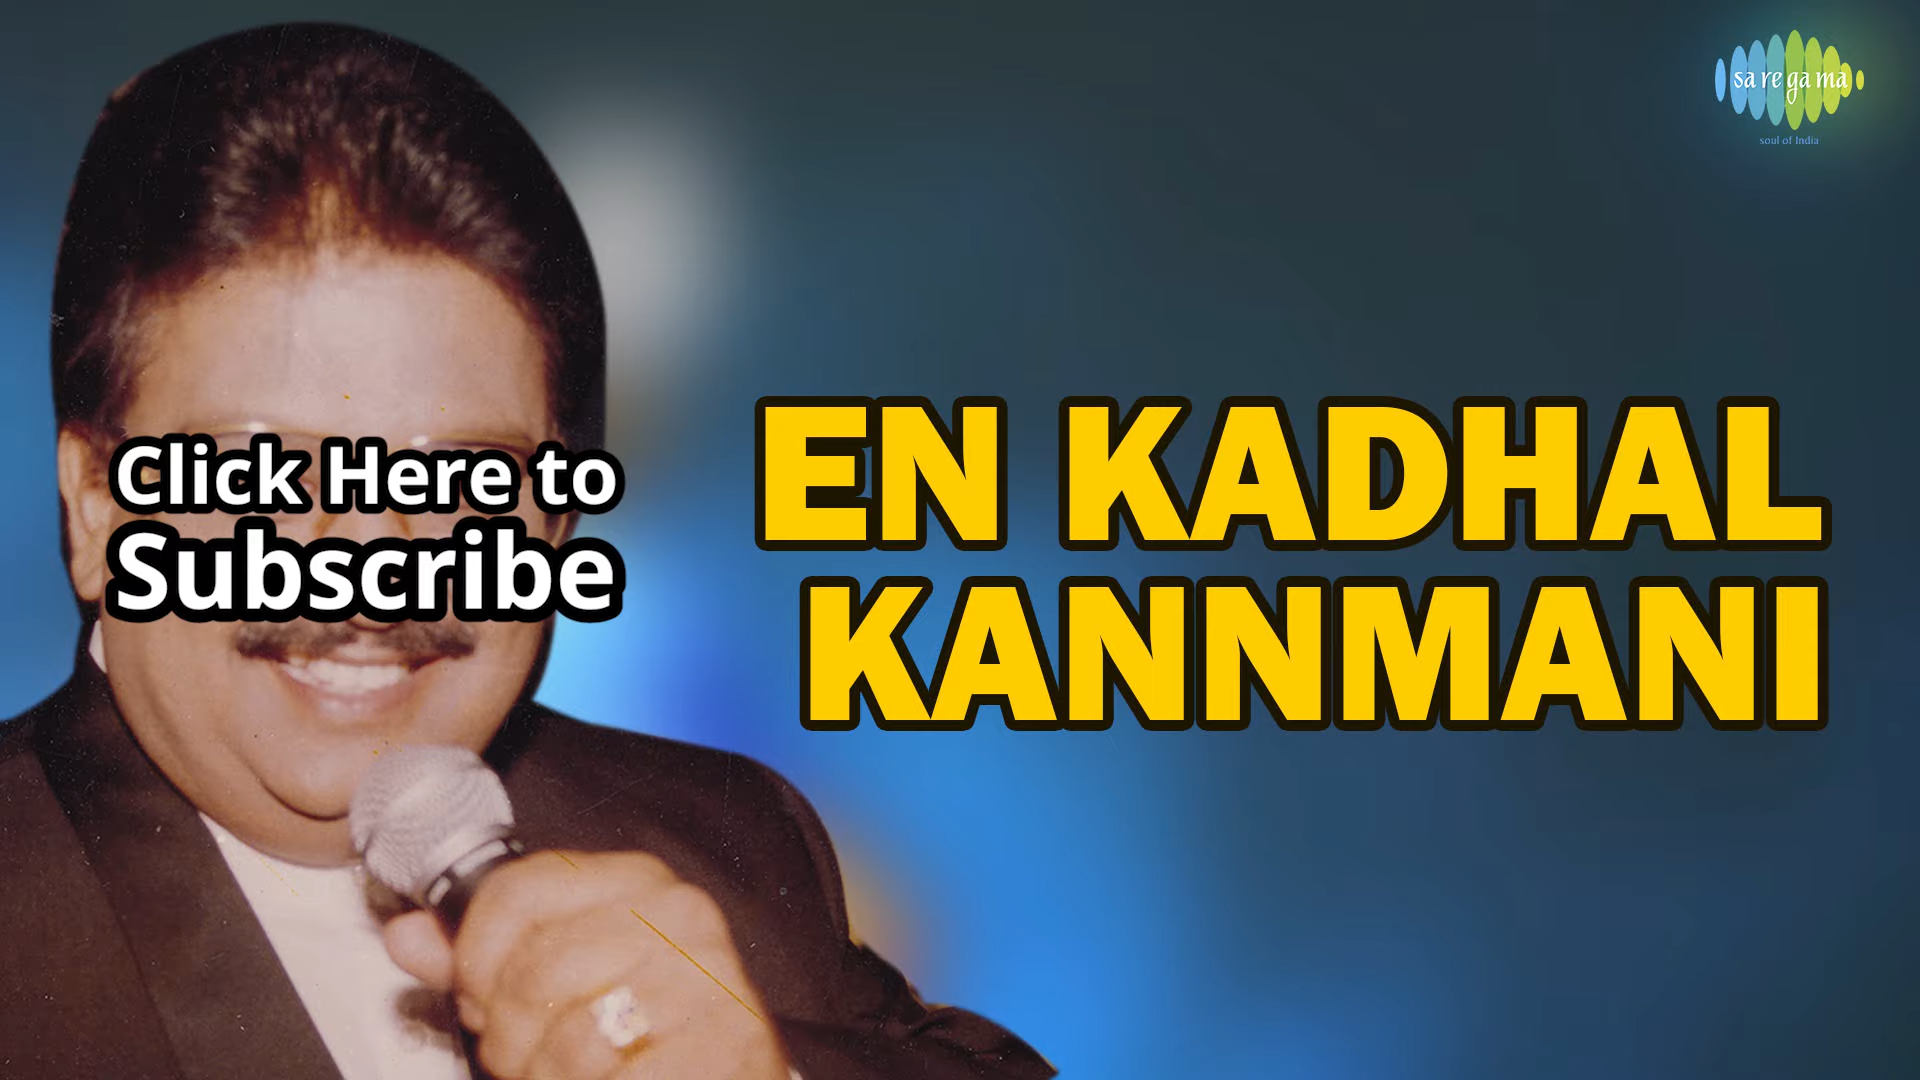 sa re ga ma
soul of India
Click Here to
Subscribe
EN KADHAL
KANNMANI